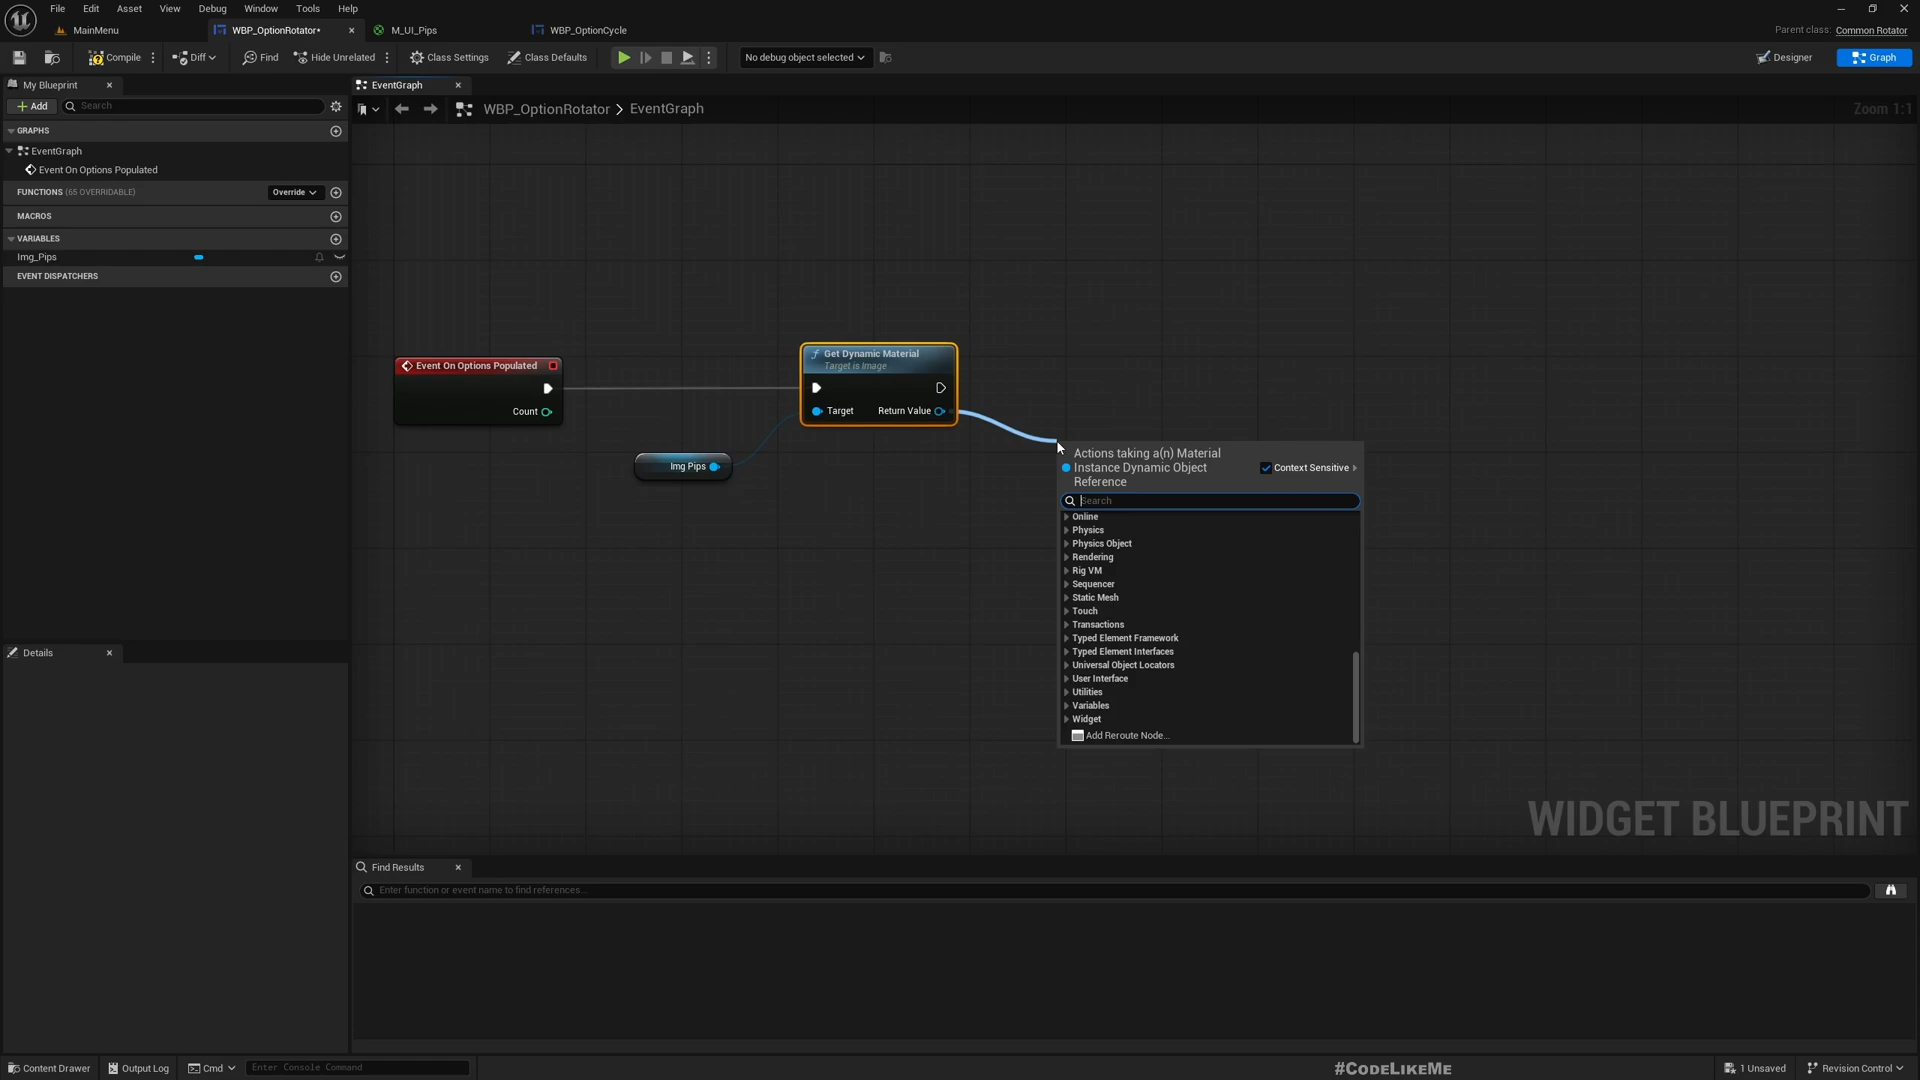 File Edit Asset View Debug Window Tools Help
MainMenu WBP_OptionRotator* M_UI_Pips WBP_OptionCycle Parent class: Common Rotator
Compile Diff Find Hide Unrelated Class Settings Class Defaults No debug object selected Designer Graph
My Blueprint EventGraph
Add Search WBP_OptionRotator > EventGraph Zoom 1:1
GRAPHS
EventGraph
Event On Options Populated
FUNCTIONS (65 OVERRIDABLE) Override
MACROS
VARIABLES
Img_Pips
EVENT DISPATCHERS
Event On Options Populated
Count
Get Dynamic Material
Target is Image
Target Return Value
Img Pips
Actions taking a(n) Material
Instance Dynamic Object
Reference
Context Sensitive
Search
Online
Physics
Physics Object
Rendering
Rig VM
Sequencer
Static Mesh
Touch
Transactions
Typed Element Framework
Typed Element Interfaces
Universal Object Locators
User Interface
Utilities
Variables
Widget
Add Reroute Node...
Details
WIDGET BLUEPRINT
Find Results
Enter function or event name to find references...
Content Drawer Output Log Cmd Enter Console Command #CODELIKEME 1 Unsaved Revision Control